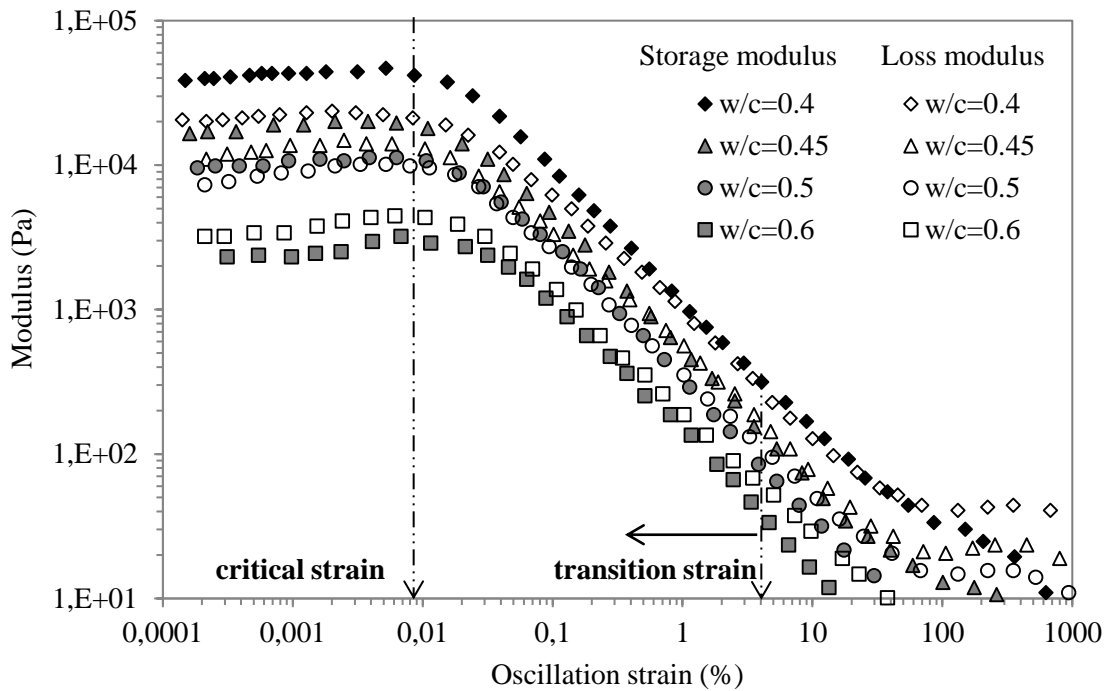 1,E+05
1,E+04
1,E+03
1,E+02
1,E+01
Modulus (Pa)
Storage modulus Loss modulus
w/c=0.4 w/c=0.4
w/c=0.45 w/c=0.45
w/c=0.5 w/c=0.5
w/c=0.6 w/c=0.6
critical strain transition strain
0,0001 0,001 0,01 0,1 1 10 100 1000
Oscillation strain (%)